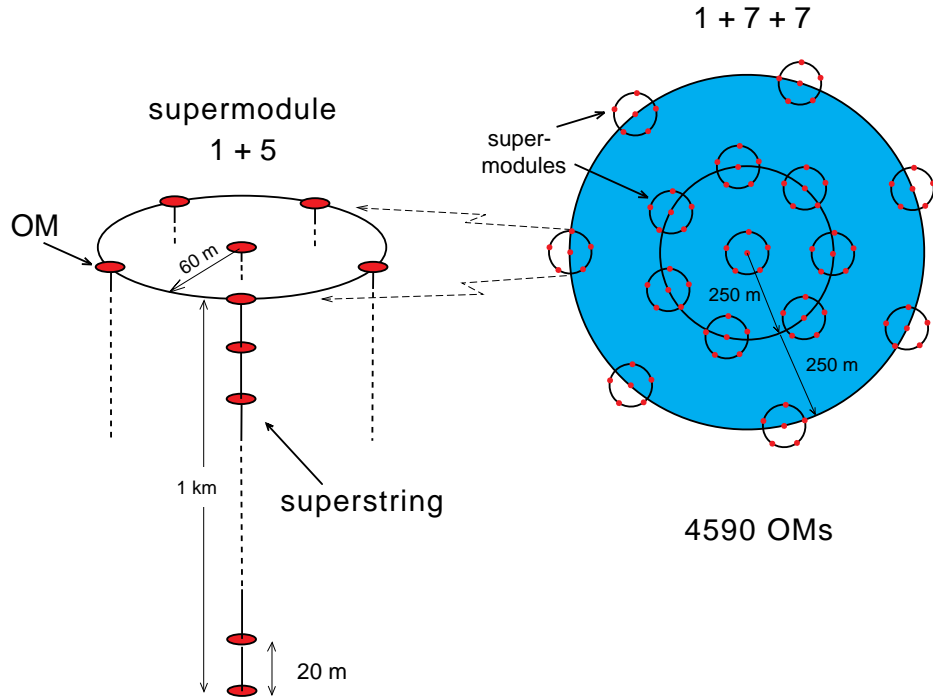 supermodule
1 + 5
OM
60 m
1 km
superstring
20 m
1 + 7 + 7
super-
modules
250 m
250 m
4590 OMs